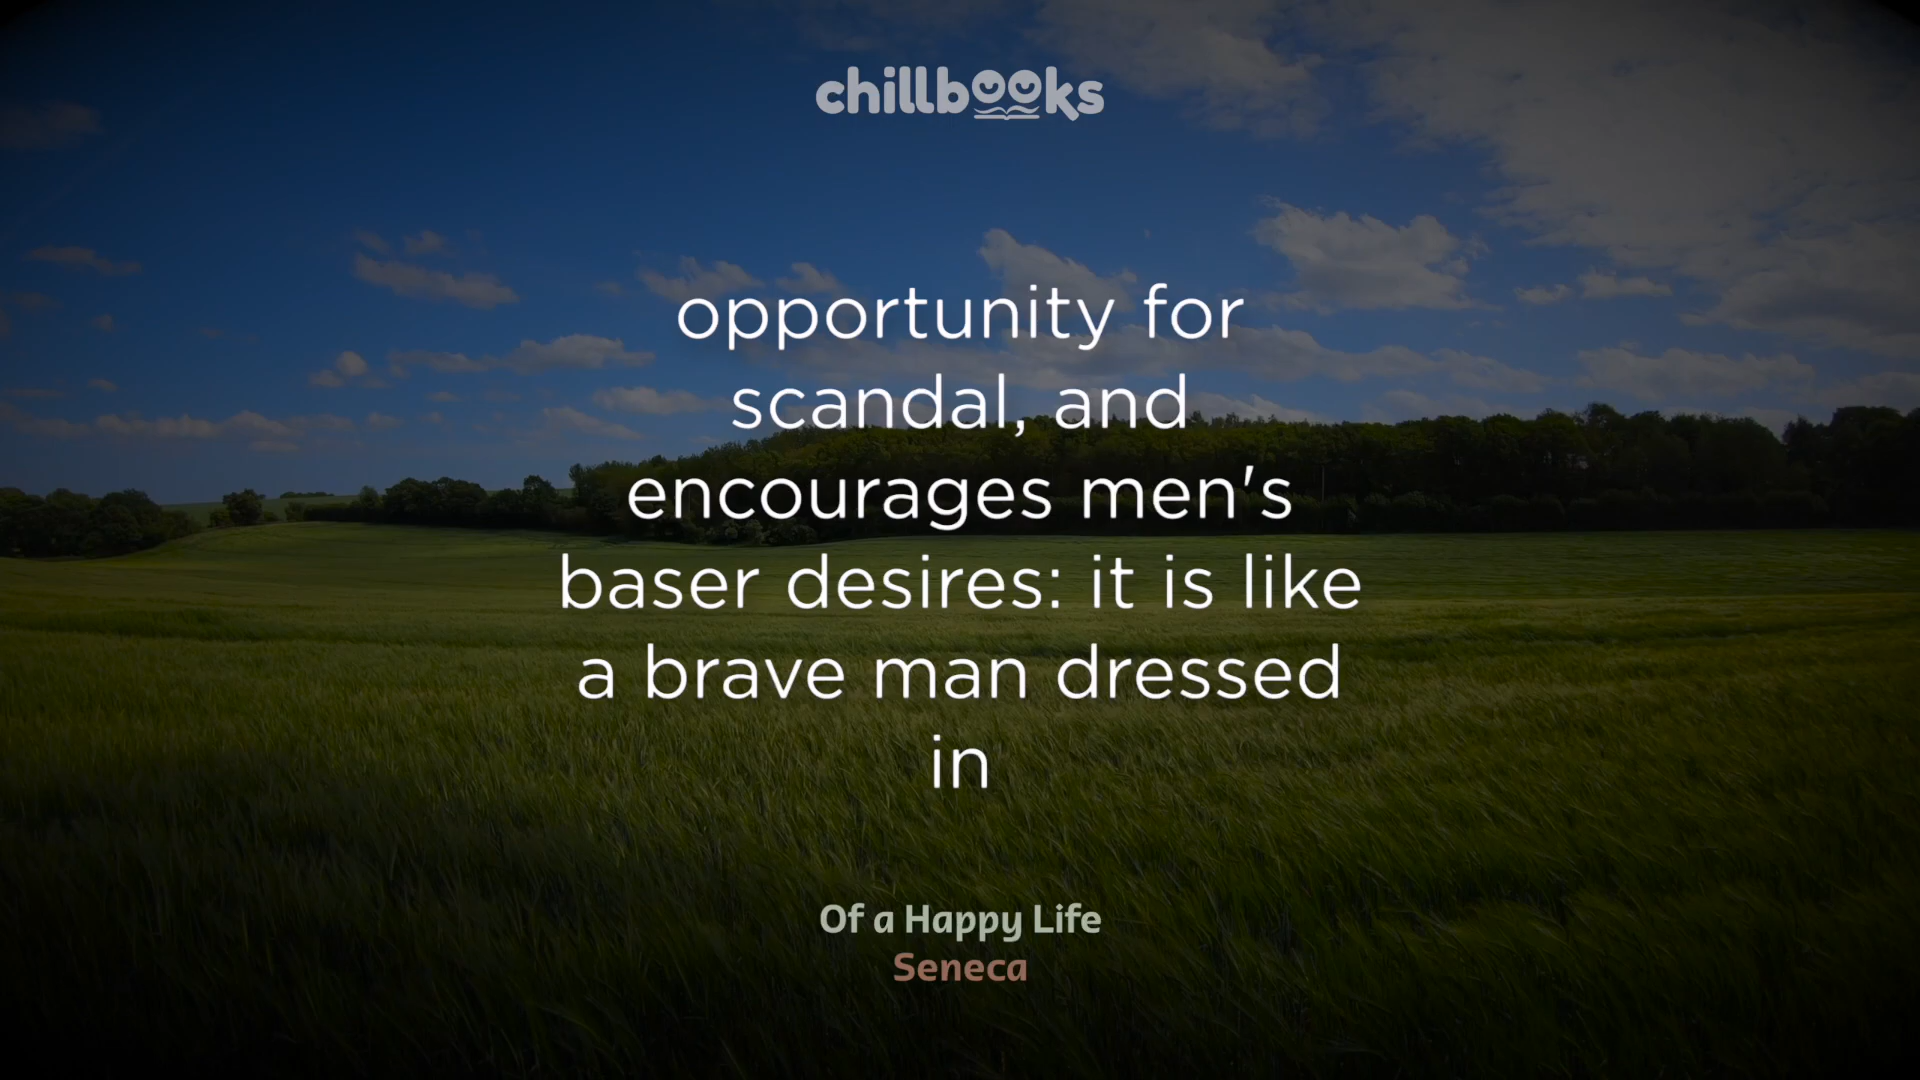 chillbooks
opportunity for
scandal, and
encourages men's
baser desires: it is like
a brave man dressed
in
Of a Happy Life
Seneca